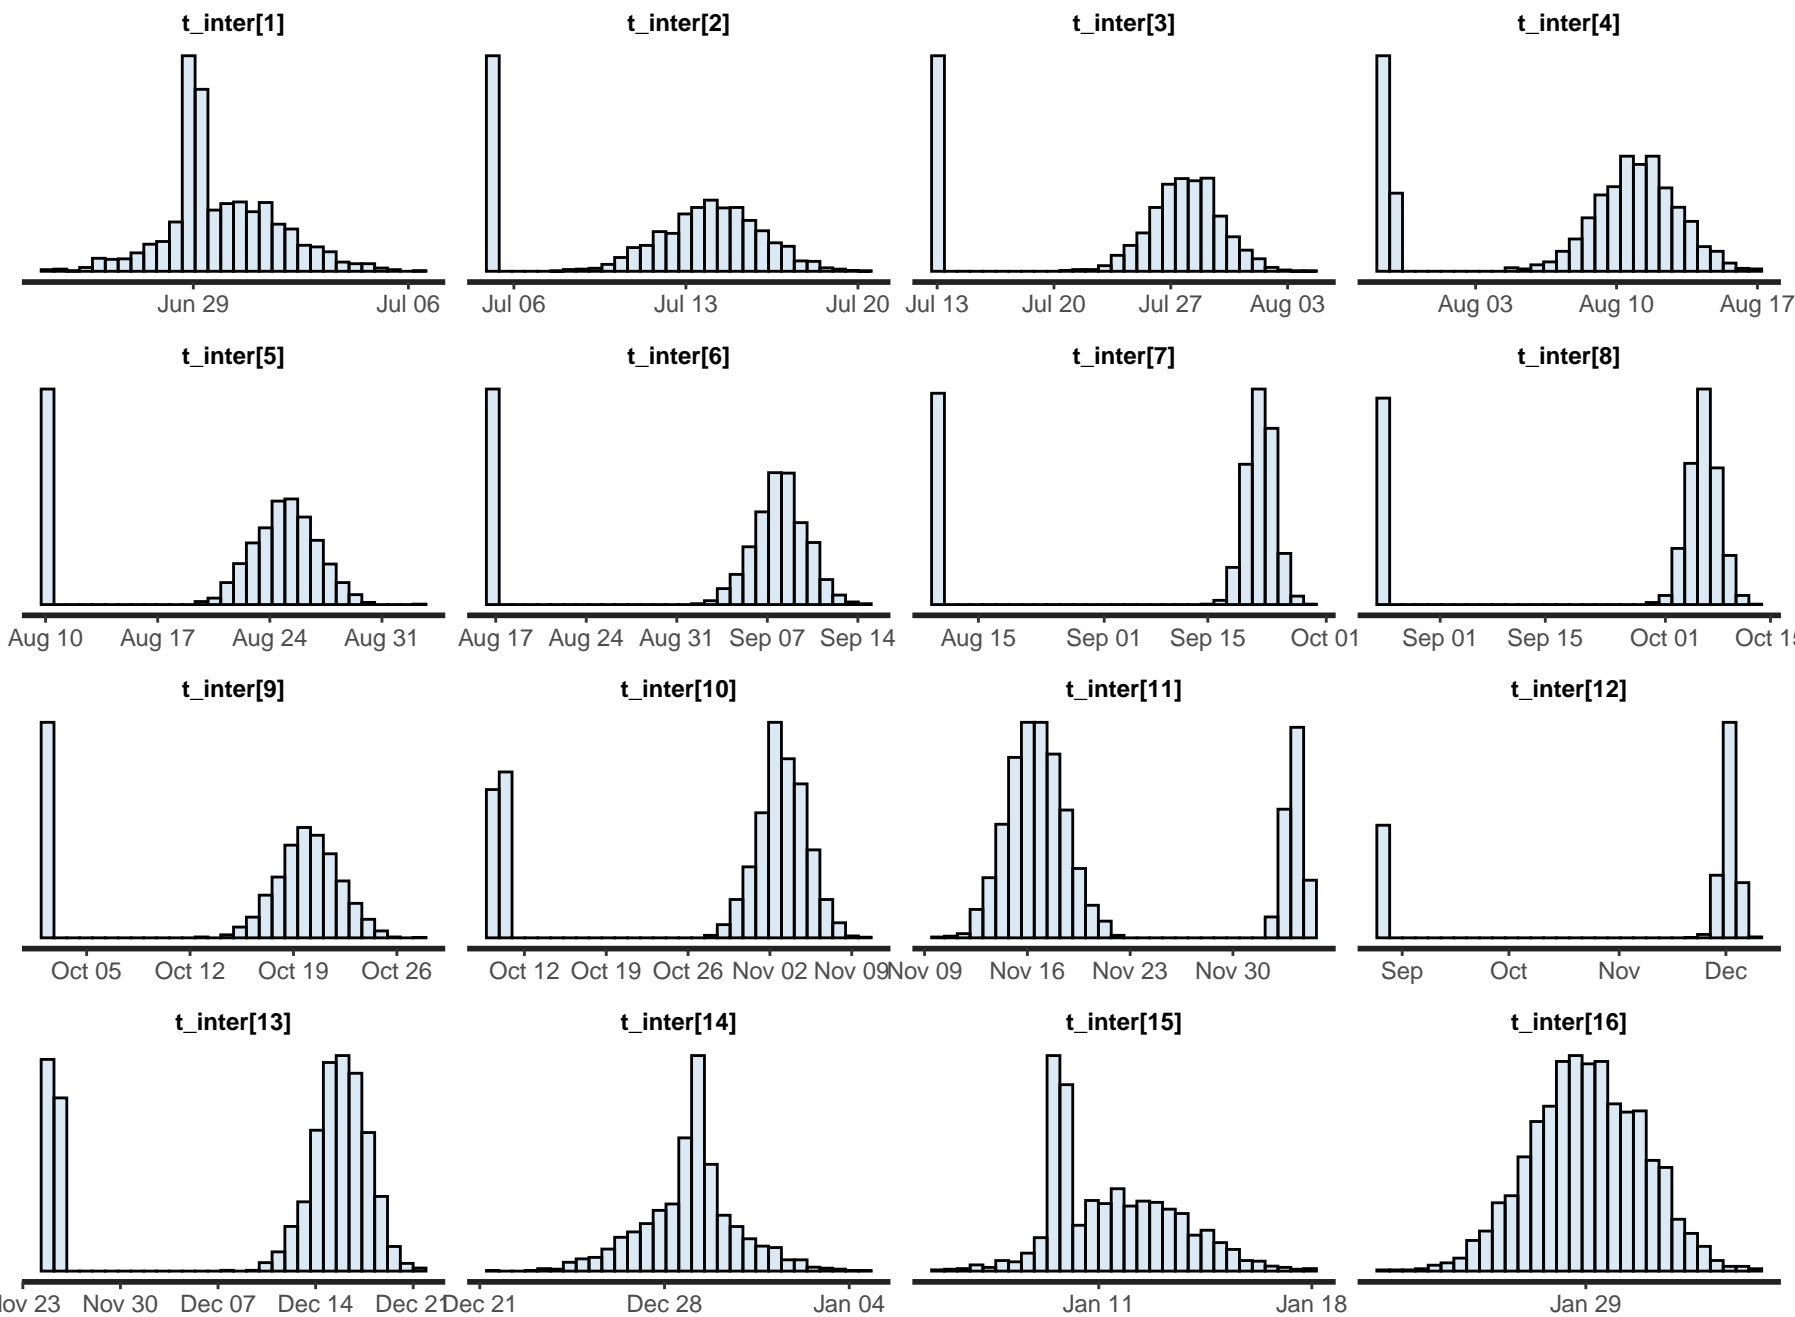 t_inter[1] t_inter[2] t_inter[3] t_inter[4]
Jun 29 Jul 06 Jul 06 Jul 13 Jul 20 Jul 13 Jul 20 Jul 27 Aug 03 Aug 03 Aug 10 Aug 17
t_inter[5] t_inter[6] t_inter[7] t_inter[8]
Aug 10 Aug 17 Aug 24 Aug 31 Aug 17 Aug 24 Aug 31 Sep 07 Sep 14 Aug 15 Sep 01 Sep 15 Oct 01 Sep 01 Sep 15 Oct 01 Oct 15
t_inter[9] t_inter[10] t_inter[11] t_inter[12]
Oct 05 Oct 12 Oct 19 Oct 26 Oct 12 Oct 19 Oct 26 Nov 02 Nov 09 Nov 09 Nov 16 Nov 23 Nov 30 Sep Oct Nov Dec
t_inter[13] t_inter[14] t_inter[15] t_inter[16]
Nov 23 Nov 30 Dec 07 Dec 14 Dec 21 Dec 21 Dec 28 Jan 04 Jan 11 Jan 18 Jan 29